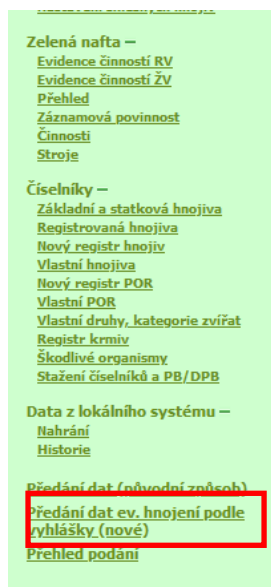 Zelená nafta –
Evidence činností RV
Evidence činností ŽV
Přehled
Záznamová povinnost
Činnosti
Stroje
Číselníky –
Základní a statková hnojiva
Registrovaná hnojiva
Nový registr hnojiv
Vlastní hnojiva
Nový registr POR
Vlastní POR
Vlastní druhy, kategorie zvířat
Registr krmiv
Škodlivé organismy
Stažení číselníků a PB/DPB
Data z lokálního systému –
Nahrání
Historie
Předání dat (původní způsob)
Předání dat ev. hnojení podle
vyhlášky (nové)
Přehled podání